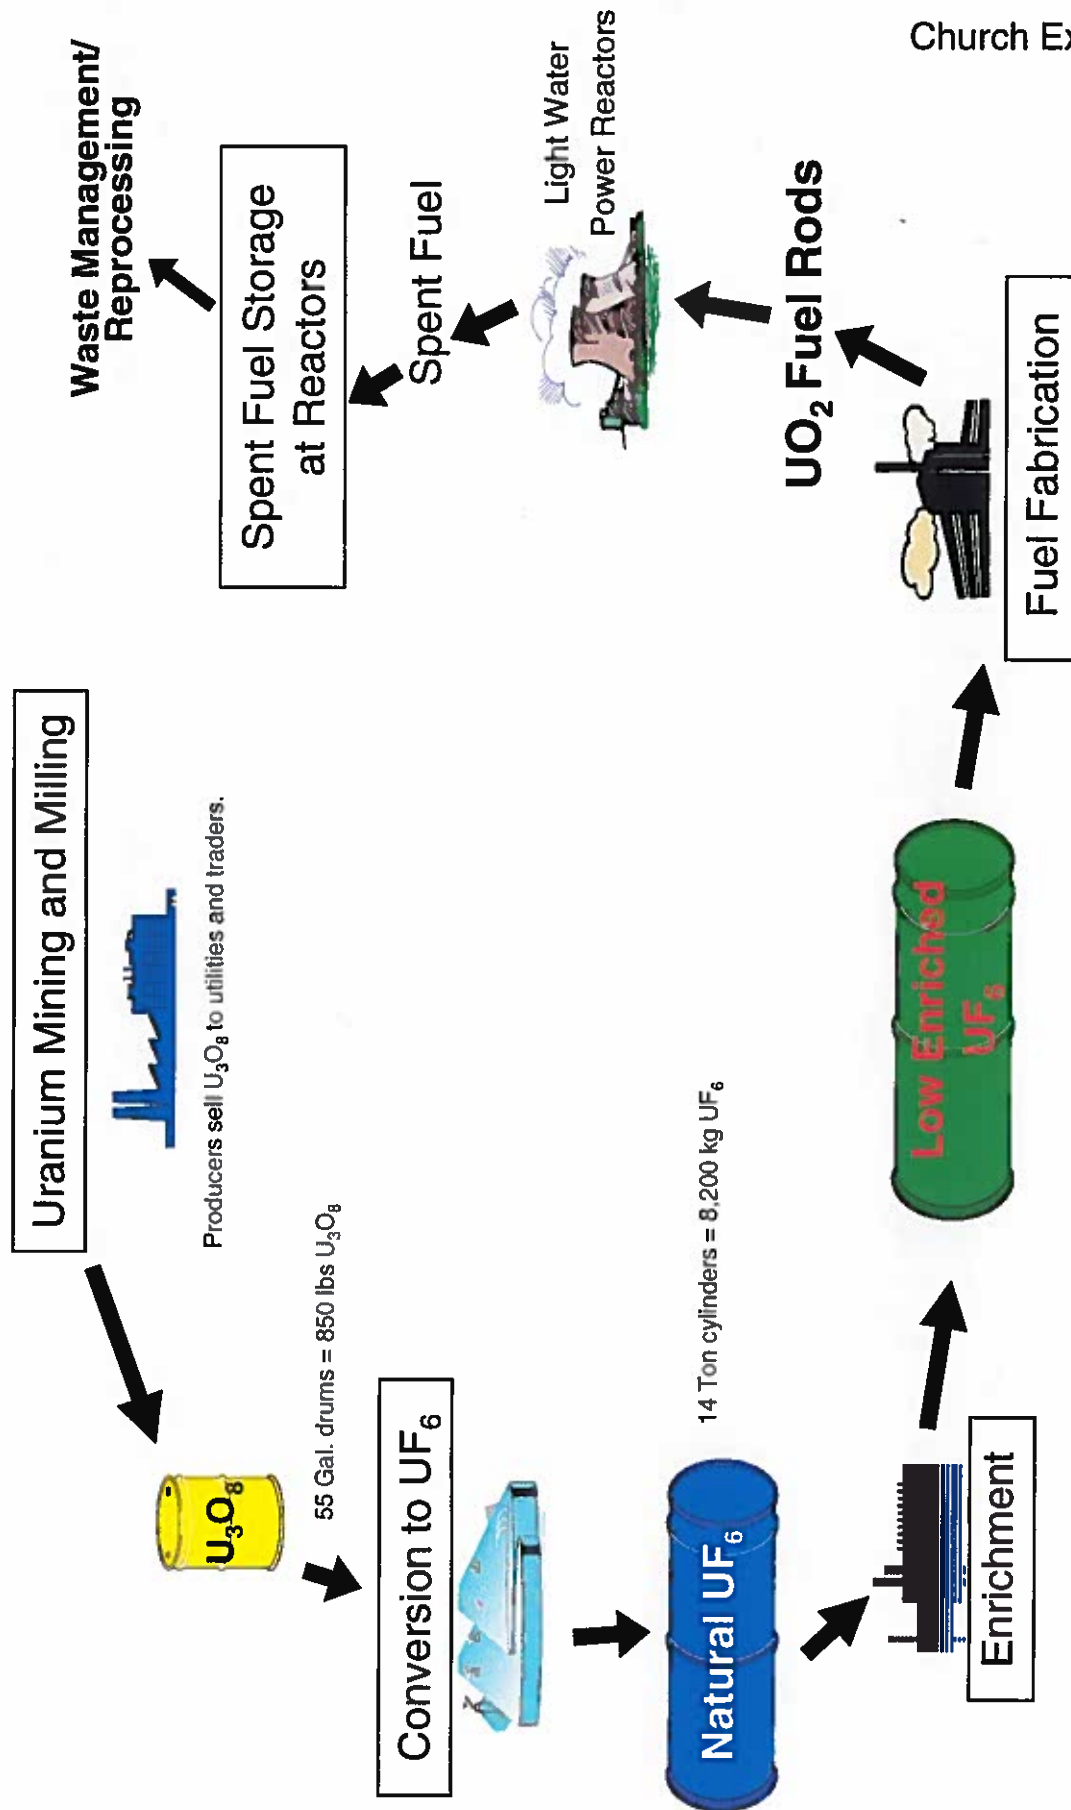 Uranium Mining and Milling
Producers sell U₃O₈ to utilities and traders.
U₃O₈
55 Gal. drums = 850 lbs U₃O₈
Conversion to UF₆
Natural UF₆
14 Ton cylinders = 8,200 kg UF₆
Enrichment
Low Enriched
UF₆
Fuel Fabrication
UO₂ Fuel Rods
Light Water
Power Reactors
Spent Fuel
Spent Fuel Storage
at Reactors
Waste Management/
Reprocessing
Church Ex